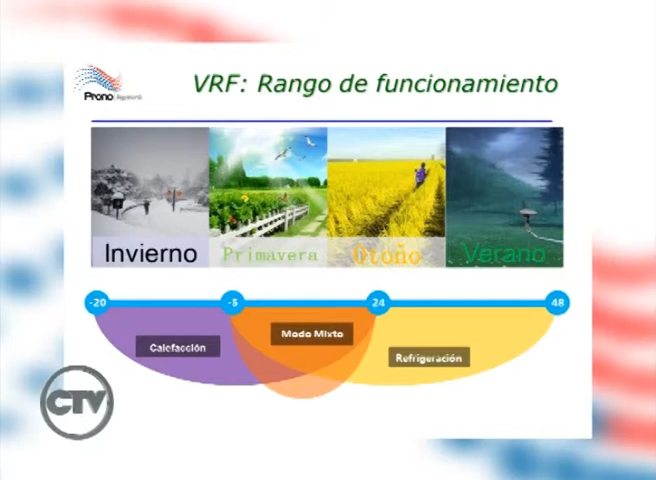 VRF: Rango de funcionamiento
Prono Ingeniería
Invierno
Primavera
Otoño
Verano
-20
-5
24
48
Calefacción
Modo Mixto
Refrigeración
CTV